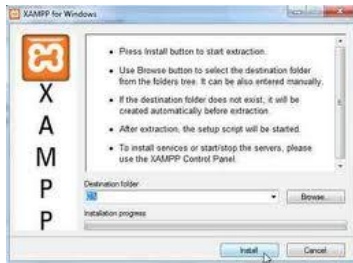 XAMPP for Windows
• Press Install button to start extraction.
• Use Browse button to select the destination folder
from the folders tree. It can be also entered manually.
• If the destination folder does not exist, it will be
created automatically before extraction.
• After extraction, the setup script will be started.
• To install services or start/stop the servers, please
use the XAMPP Control Panel.
X
A
M
P
P
Destination folder
Browse...
Installation progress
Install
Cancel